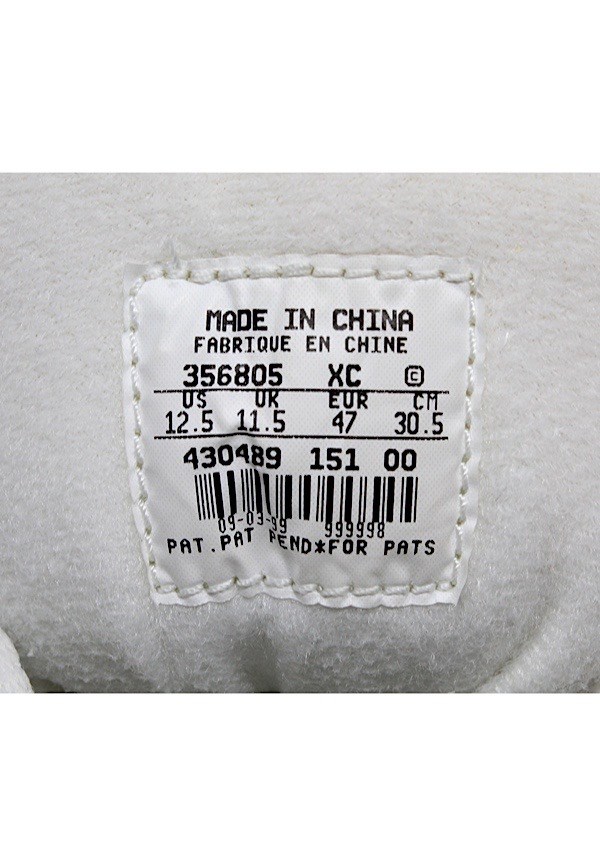 MADE IN CHINA
FABRIQUE EN CHINE
356805 XC ©
US UK EUR CM
12.5 11.5 47 30.5
430489 151 00
09-03-99 999998
PAT.PAT PEND*FOR PATS